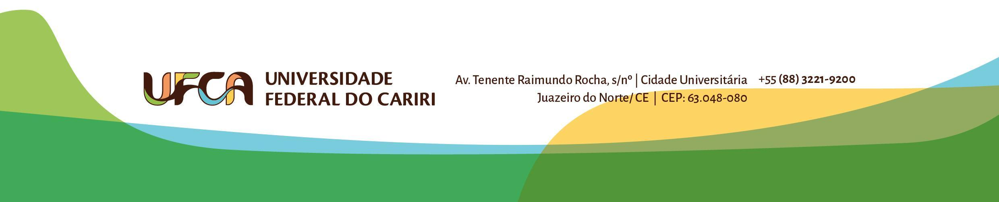 UFCA
UNIVERSIDADE
FEDERAL DO CARIRI
Av. Tenente Raimundo Rocha, s/nº | Cidade Universitária
Juazeiro do Norte/ CE | CEP: 63.048-080
+55 (88) 3221-9200